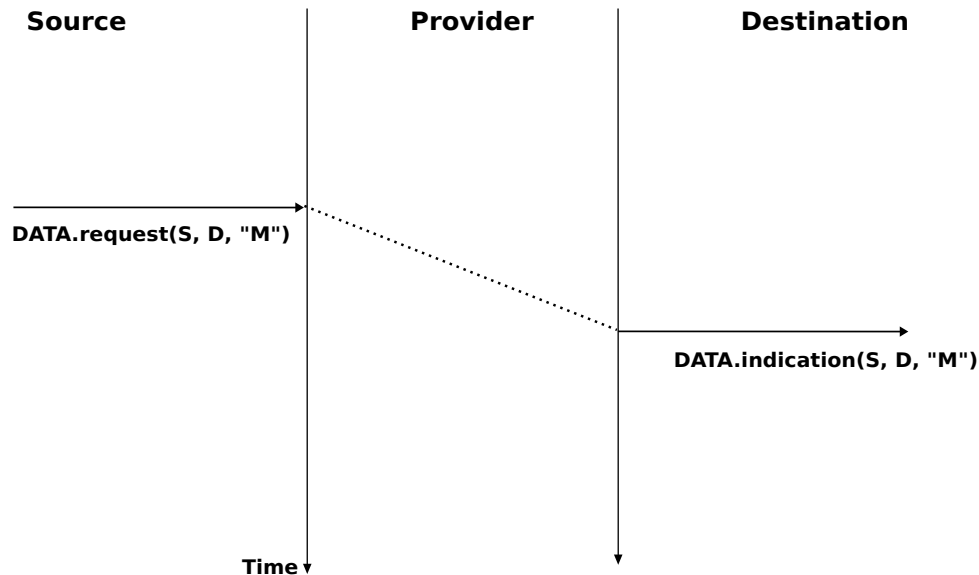 Source
Provider
Destination
DATA.request(S, D, "M")
DATA.indication(S, D, "M")
Time